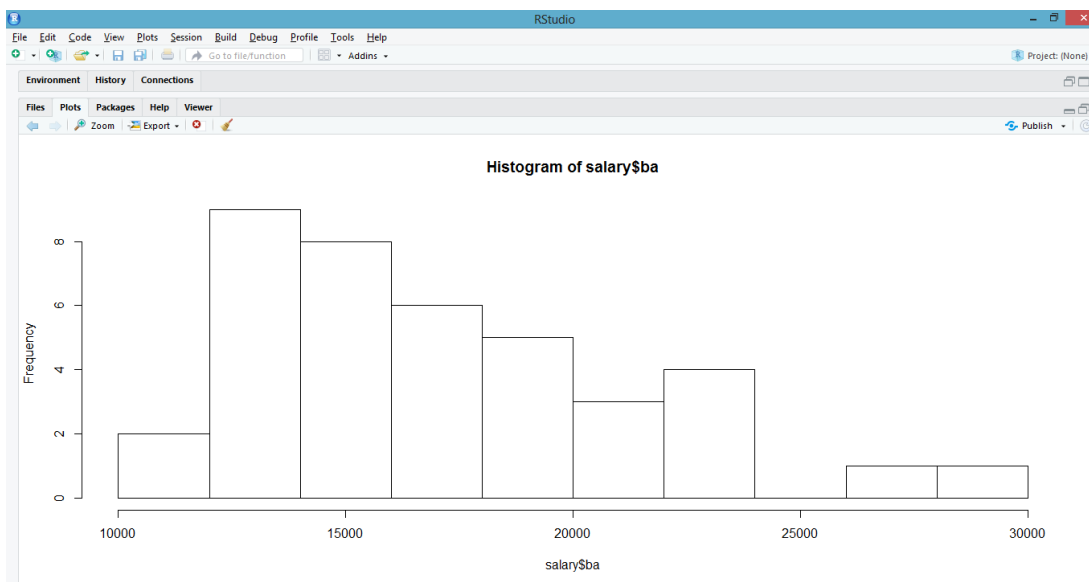 RStudio
File Edit Code View Plots Session Build Debug Profile Tools Help
Go to file/function Addins Project: (None)
Environment History Connections
Files Plots Packages Help Viewer
Zoom Export Publish
Histogram of salary$ba
8
6
4
2
0
Frequency
10000 15000 20000 25000 30000
salary$ba